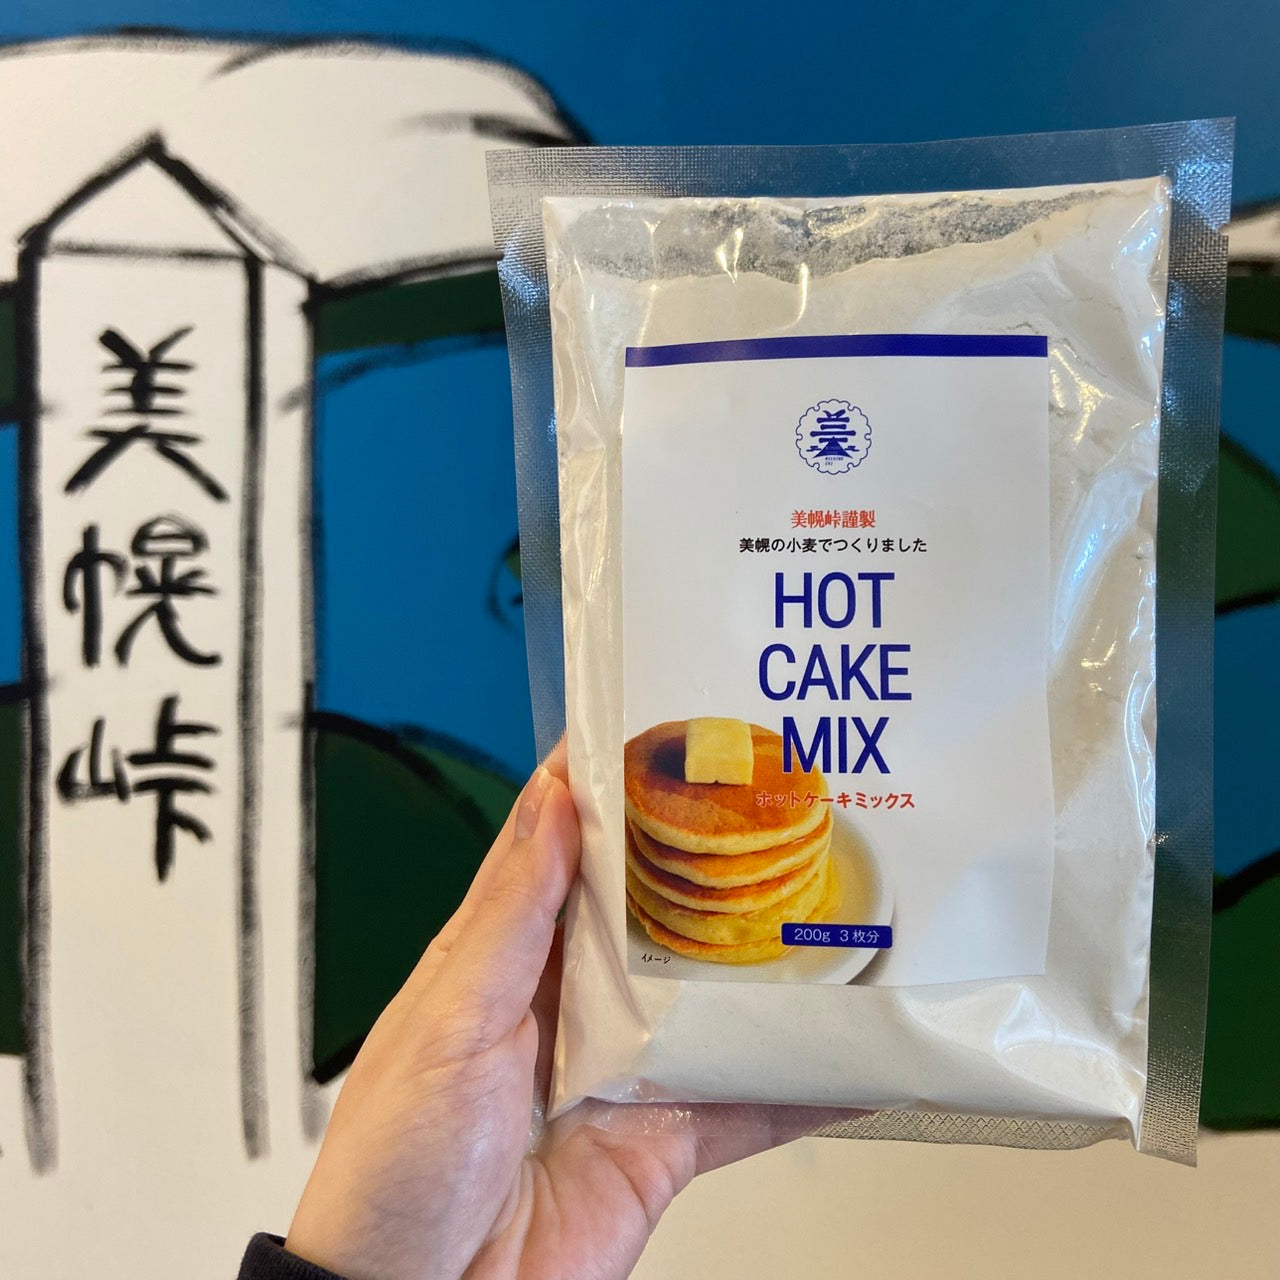 美幌峠
美
美幌峠謹製
美幌の小麦でつくりました
HOT
CAKE
MIX
ホットケーキミックス
200g 3枚分
イメージ